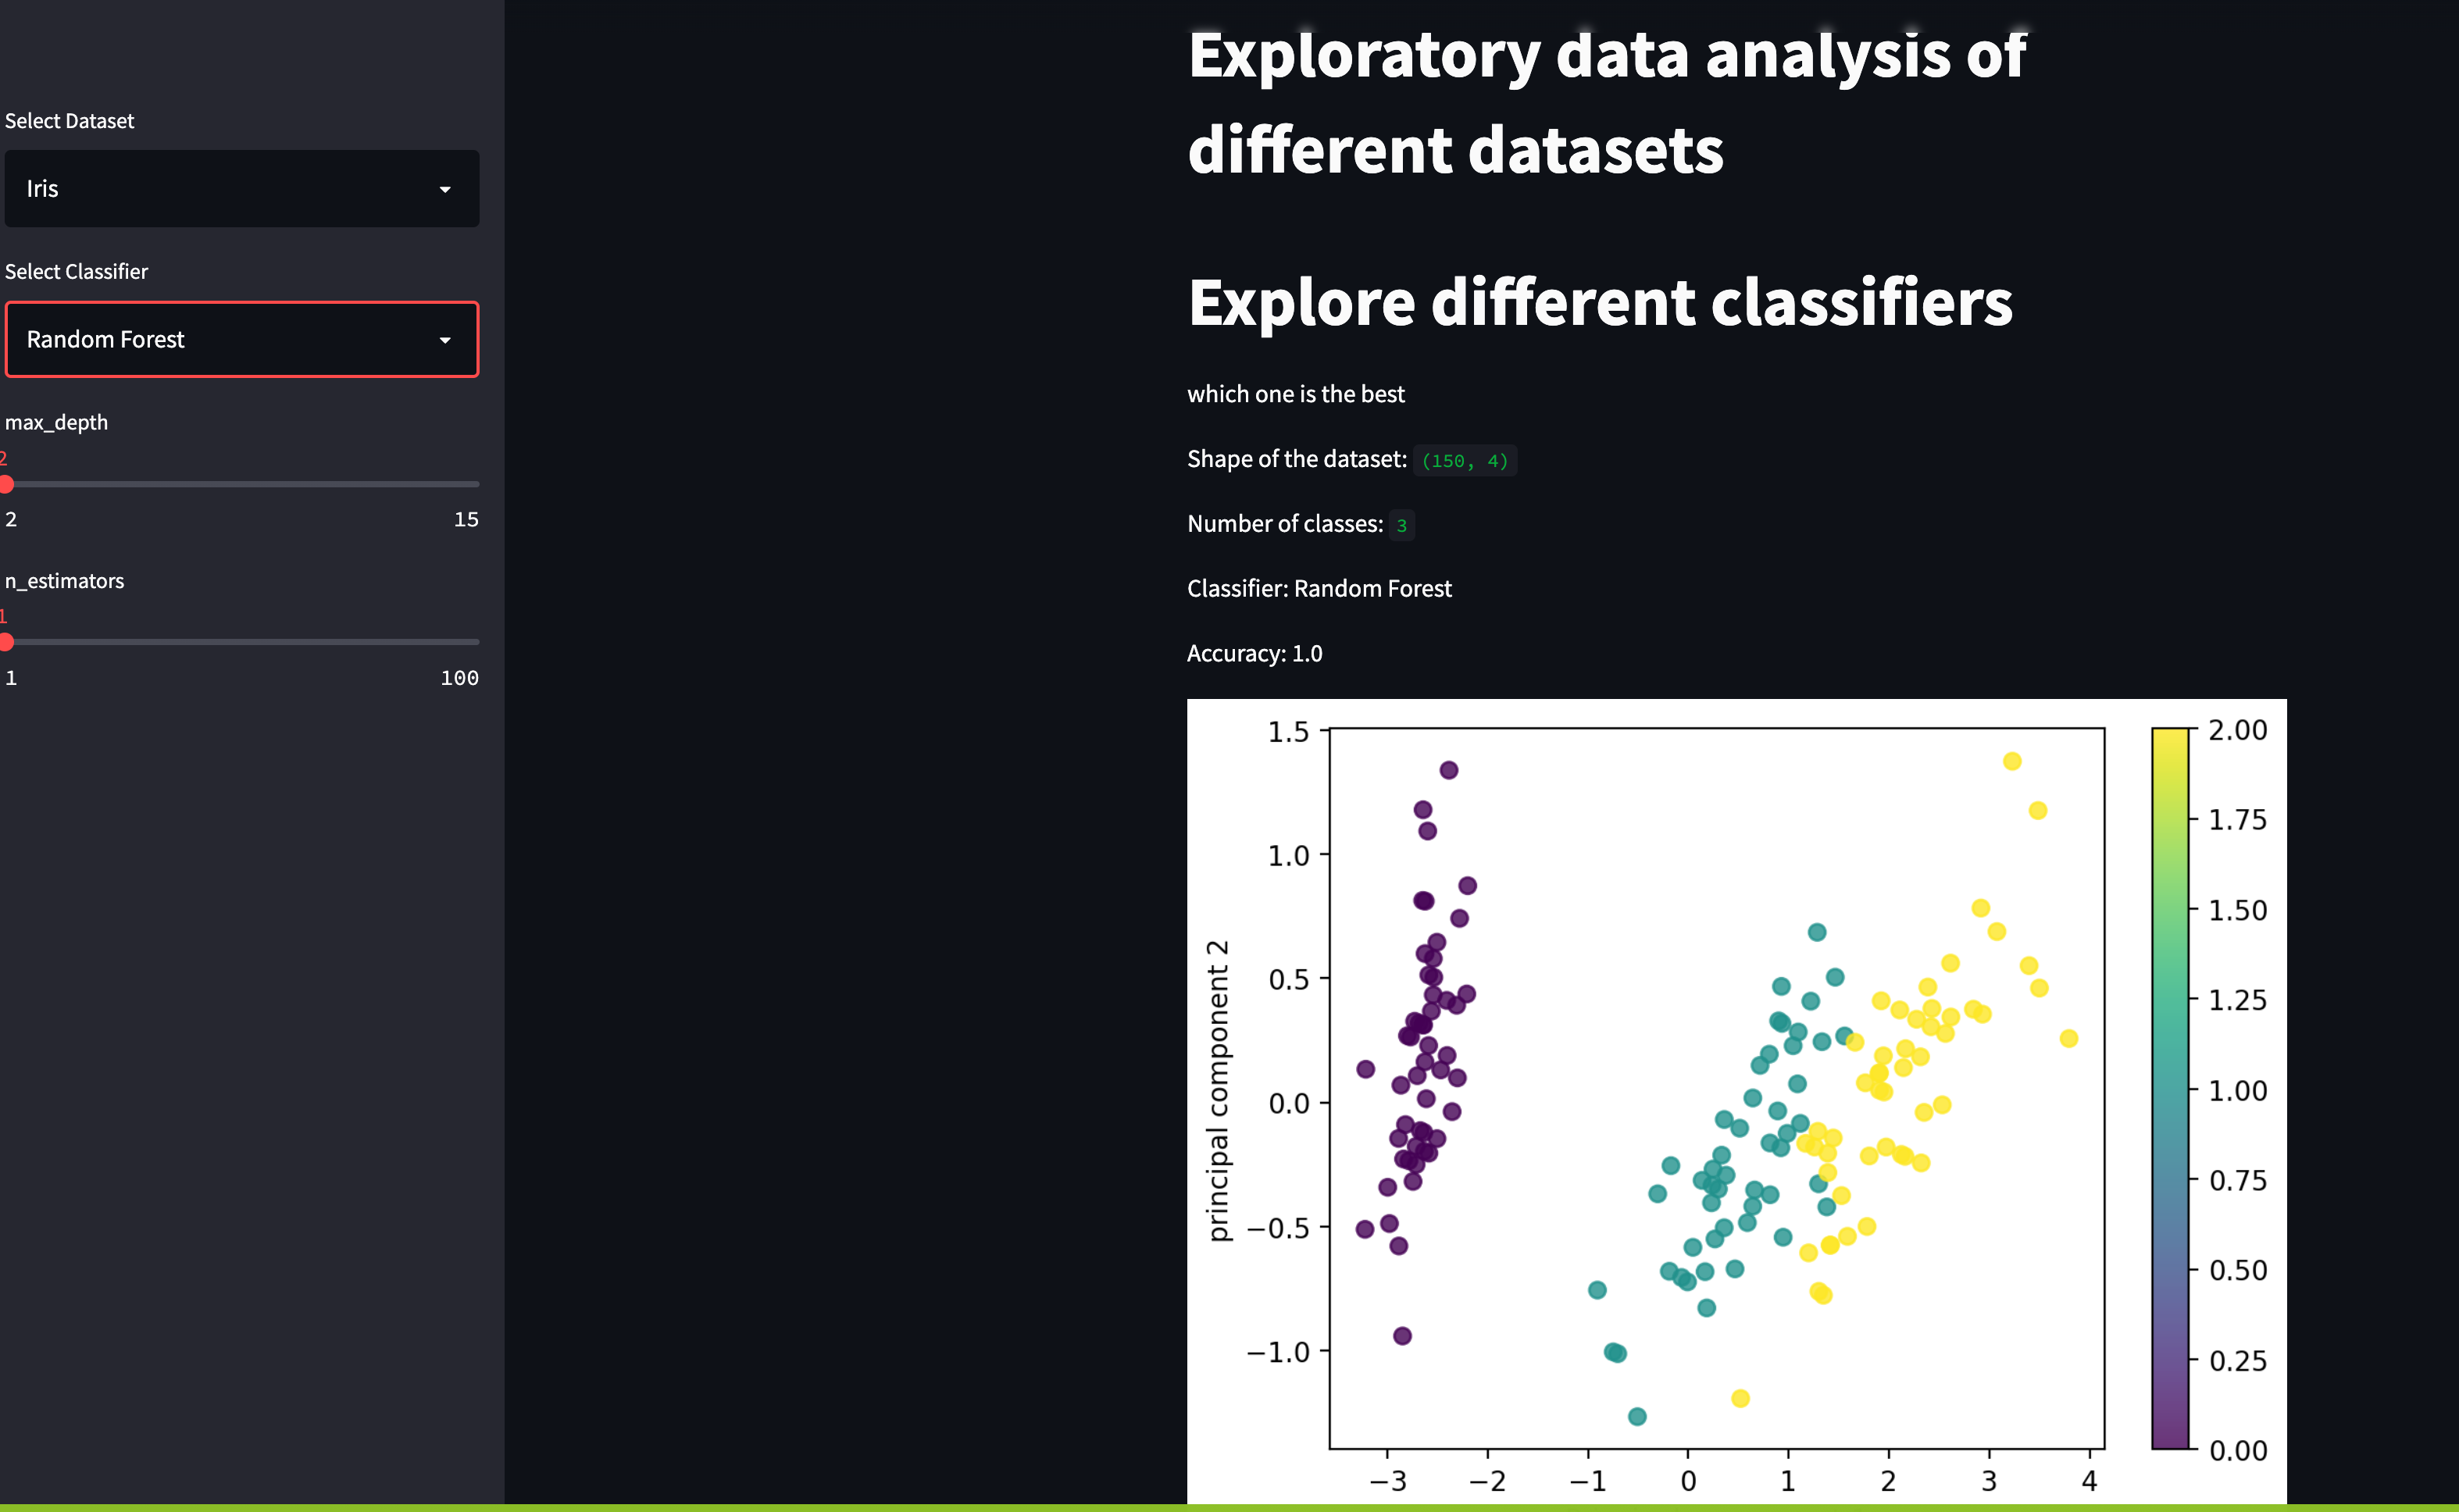 Select Dataset
Iris
Select Classifier
Random Forest
max_depth
2
2 15
n_estimators
1
1 100
Exploratory data analysis of
different datasets
Explore different classifiers
which one is the best
Shape of the dataset: (150, 4)
Number of classes: 3
Classifier: Random Forest
Accuracy: 1.0
1.5
1.0
0.5
0.0
−0.5
−1.0
principal component 2
−3 −2 −1 0 1 2 3 4
2.00
1.75
1.50
1.25
1.00
0.75
0.50
0.25
0.00